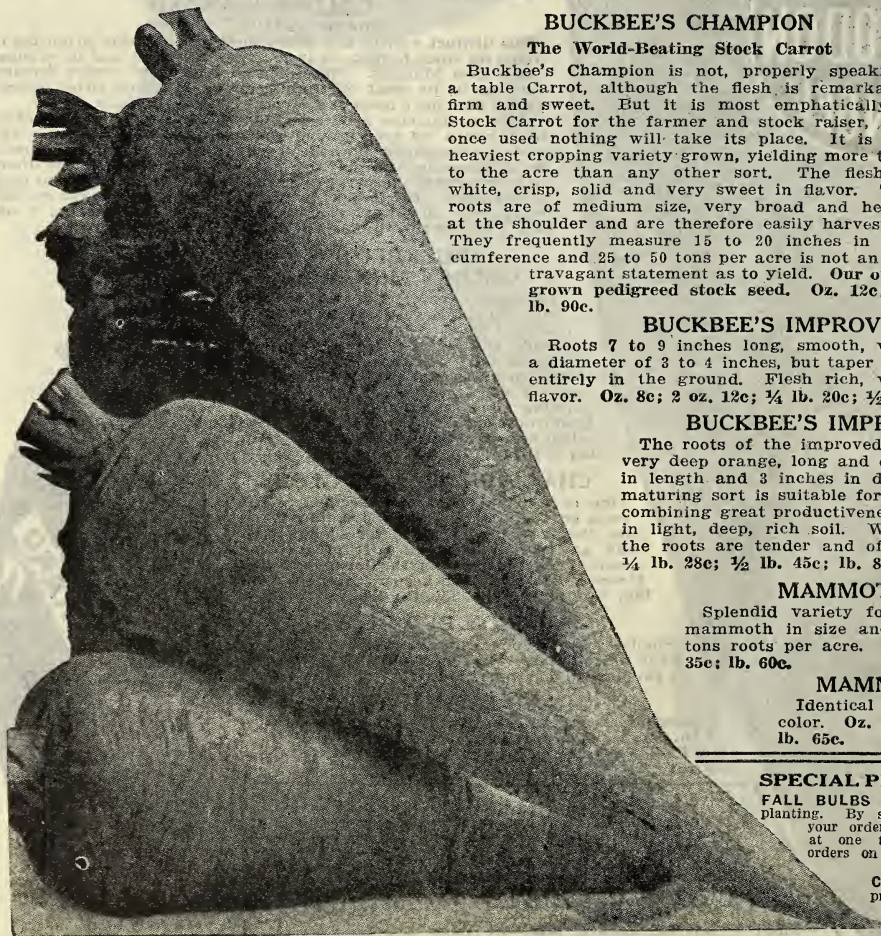 BUCKBEE'S CHAMPION
The World-Beating Stock Carrot
Buckbee's Champion is not, properly speaki
a table Carrot, although the flesh is remarka
firm and sweet. But it is most emphatically
Stock Carrot for the farmer and stock raiser,
once used nothing will take its place. It is
heaviest cropping variety grown, yielding more t
to the acre than any other sort. The flesh
white, crisp, solid and very sweet in flavor.
roots are of medium size, very broad and he
at the shoulder and are therefore easily harves
They frequently measure 15 to 20 inches in
cumference and 25 to 50 tons per acre is not an
travagant statement as to yield. Our o
grown pedigreed stock seed. Oz. 12c
lb. 90c.
BUCKBEE'S IMPROV
Roots 7 to 9 inches long, smooth,
a diameter of 3 to 4 inches, but taper
entirely in the ground. Flesh rich,
flavor. Oz. 8c; 2 oz. 12c; ¼ lb. 20c; ½
BUCKBEE'S IMP
The roots of the improved
very deep orange, long and
in length and 3 inches in d
maturing sort is suitable for
combining great productivene
in light, deep, rich soil. W
the roots are tender and of
¼ lb. 28c; ½ lb. 45c; lb. 8
MAMMOT
Splendid variety fo
mammoth in size an
tons roots per acre.
35c; lb. 60c.
MAMM
Identical
color. Oz.
lb. 65c.
SPECIAL P
FALL BULBS
planting. By s
your order
at one
orders on
C
pr